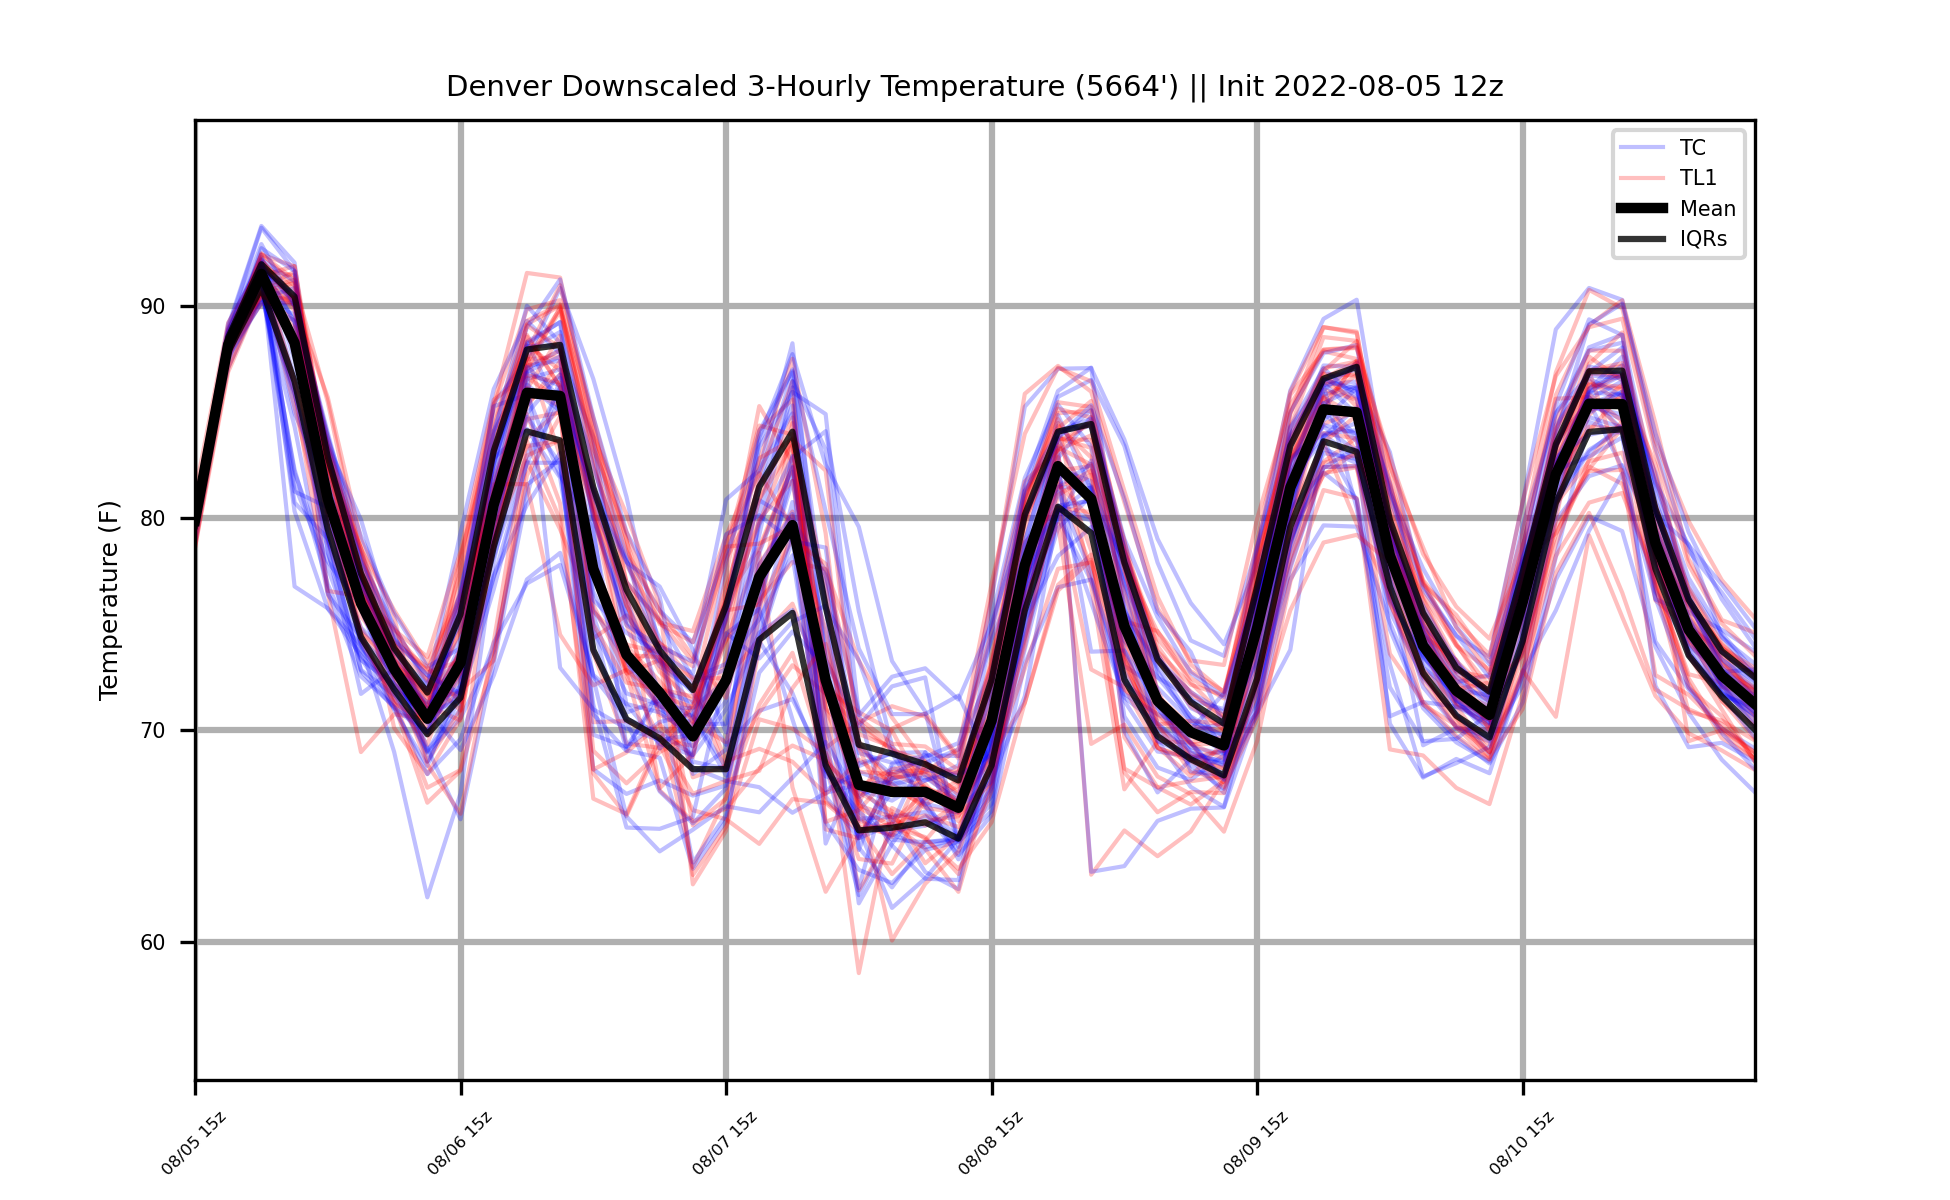 Denver Downscaled 3-Hourly Temperature (5664') || Init 2022-08-05 12z
TC
TL1
Mean
IQRs
Temperature (F)
90
80
70
60
08/05 15z
08/06 15z
08/07 15z
08/08 15z
08/09 15z
08/10 15z